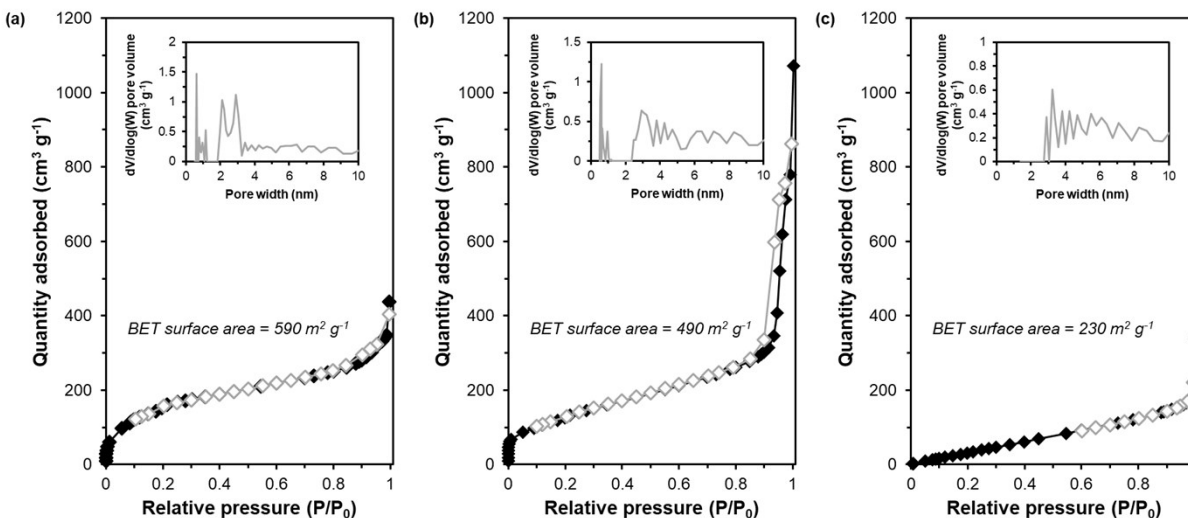 (a)
1200
1000
800
600
400
200
0
Quantity adsorbed (cm³ g⁻¹)
0 0.2 0.4 0.6 0.8 1
Relative pressure (P/P₀)
BET surface area = 590 m² g⁻¹
2
1.5
1
0.5
0
dV/dlog(W) pore volume
(cm³ g⁻¹)
0 2 4 6 8 10
Pore width (nm)
(b)
1200
1000
800
600
400
200
0
Quantity adsorbed (cm³ g⁻¹)
0 0.2 0.4 0.6 0.8 1
Relative pressure (P/P₀)
BET surface area = 490 m² g⁻¹
1.5
1
0.5
0
dV/dlog(W) pore volume
(cm³ g⁻¹)
0 2 4 6 8 10
Pore width (nm)
(c)
1200
1000
800
600
400
200
0
Quantity adsorbed (cm³ g⁻¹)
0 0.2 0.4 0.6 0.8
Relative pressure (P/P₀)
BET surface area = 230 m² g⁻¹
1
0.8
0.6
0.4
0.2
0
dV/dlog(W) pore volume
(cm³ g⁻¹)
0 2 4 6 8 10
Pore width (nm)